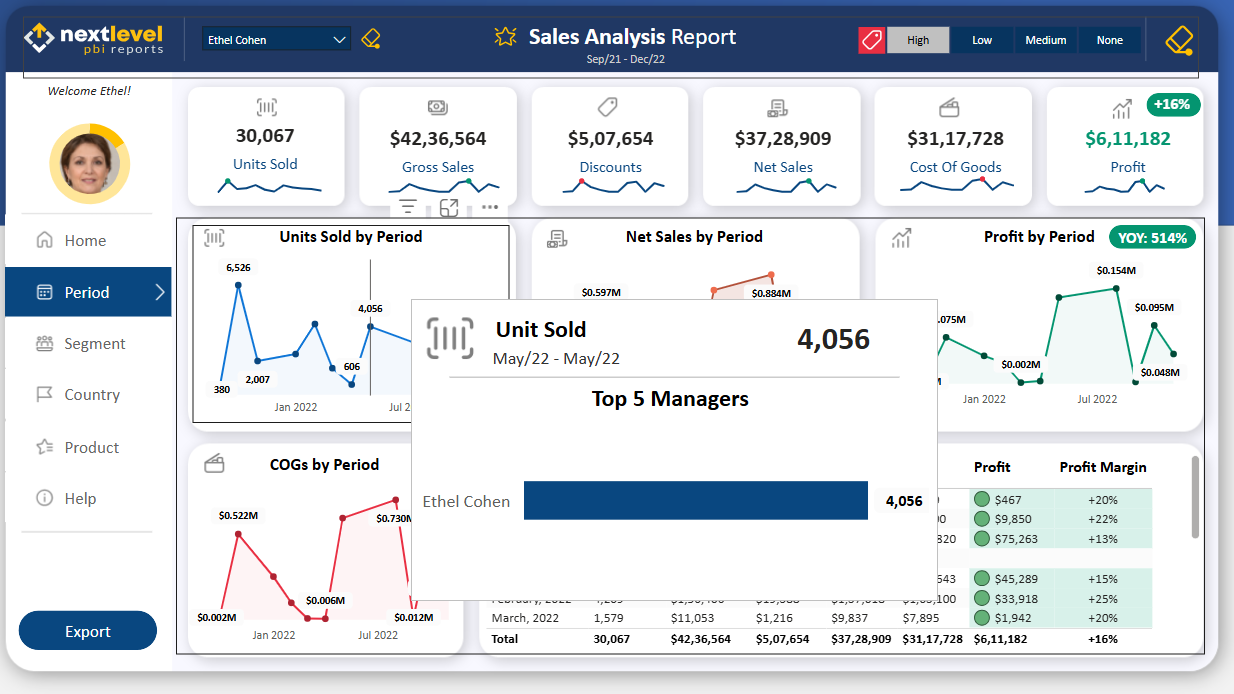 nextlevel
pbi reports
Ethel Cohen
Sales Analysis Report
Sep/21 - Dec/22
High
Low
Medium
None
Welcome Ethel!
Home
Period
Segment
Country
Product
Help
Export
30,067
Units Sold
$42,36,564
Gross Sales
$5,07,654
Discounts
$37,28,909
Net Sales
$31,17,728
Cost Of Goods
+16%
$6,11,182
Profit
Units Sold by Period
6,526
4,056
2,007
606
380
Jan 2022
Jul 20
Net Sales by Period
$0.597M
$0.884M
Profit by Period
YOY: 514%
$0.154M
$0.095M
.075M
$0.002M
$0.048M
Jan 2022
Jul 2022
Unit Sold
4,056
May/22 - May/22
Top 5 Managers
Ethel Cohen
4,056
COGs by Period
$0.522M
$0.730M
$0.006M
$0.002M
$0.012M
Jan 2022
Jul 2022
Profit
Profit Margin
$467
+20%
$9,850
+22%
820
$75,263
+13%
543
$45,289
+15%
100
$33,918
+25%
March, 2022
1,579
$11,053
$1,216
$9,837
$7,895
$1,942
+20%
Total
30,067
$42,36,564
$5,07,654
$37,28,909
$31,17,728
$6,11,182
+16%